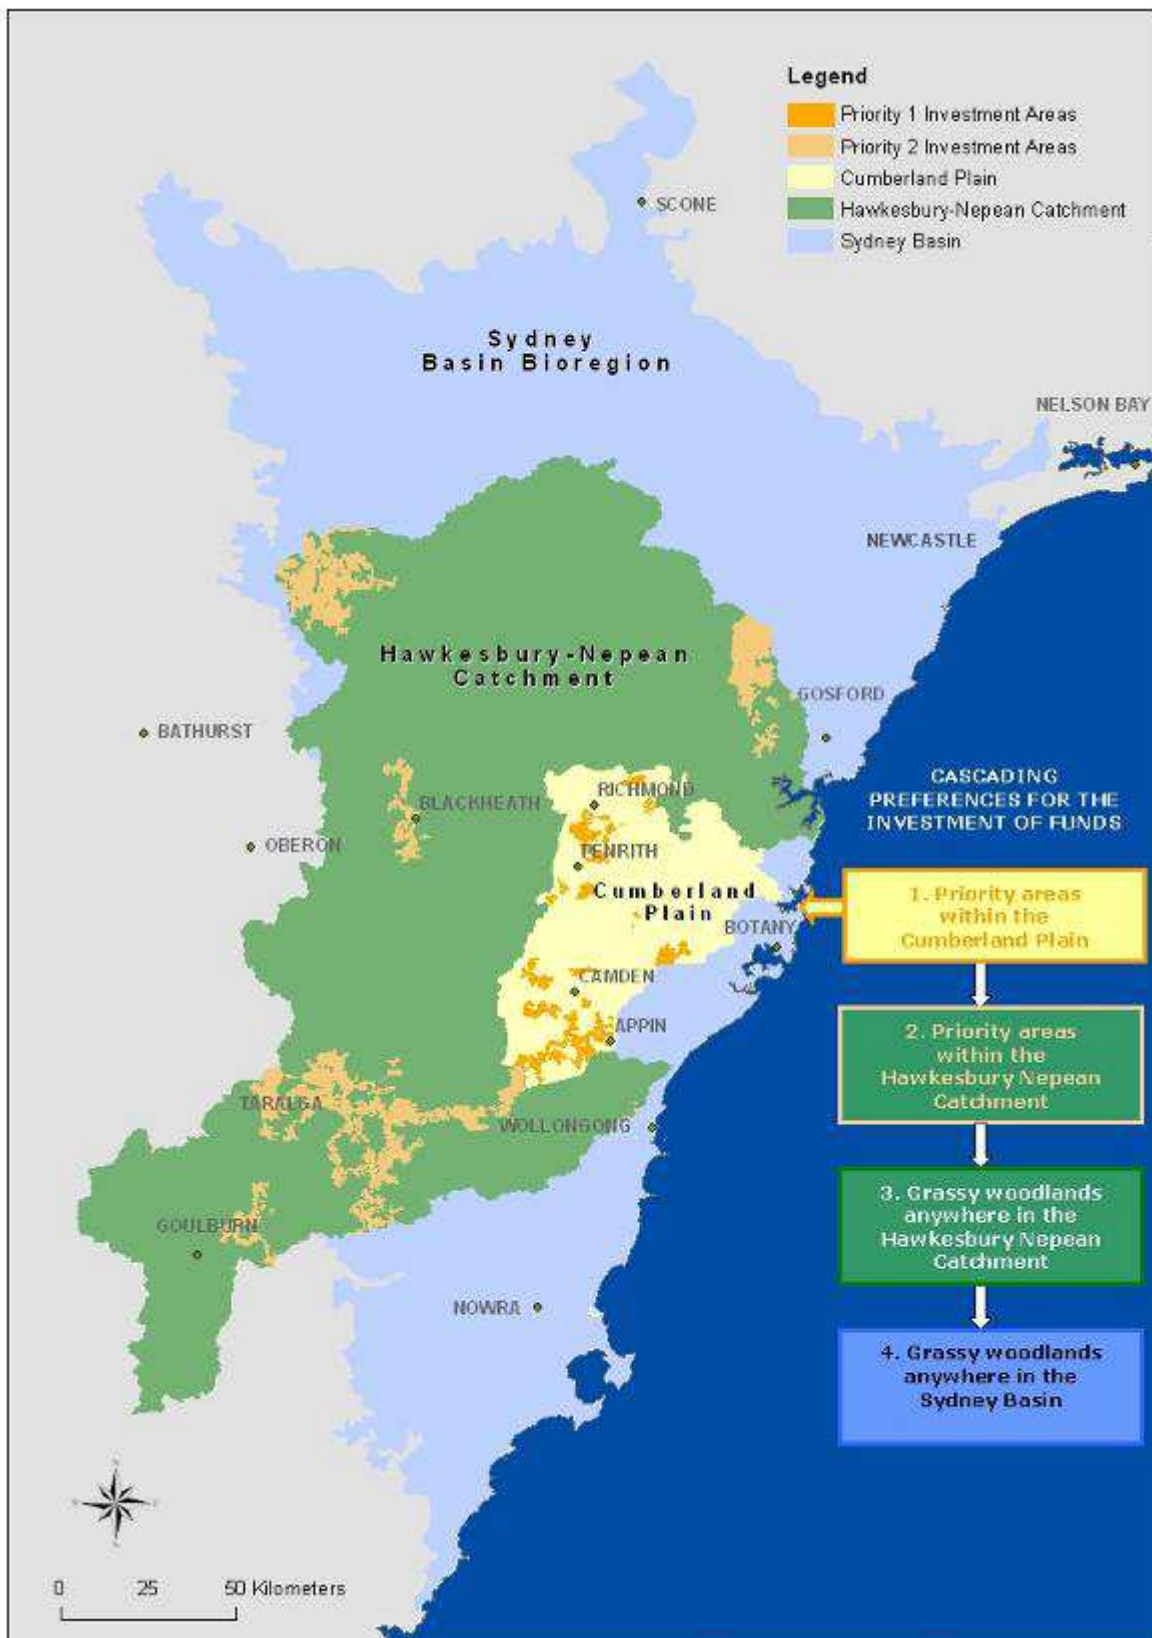 Legend
Priority 1 Investment Areas
Priority 2 Investment Areas
Cumberland Plain
Hawkesbury-Nepean Catchment
Sydney Basin
SCONE
Sydney
Basin Bioregion
NELSON BAY
NEWCASTLE
Hawkesbury-Nepean
Catchment
GOSFORD
BATHURST
CASCADING
PREFERENCES FOR THE
INVESTMENT OF FUNDS
RICHMOND
BLACKHEATH
OBERON
PENRITH
Cumberland
Plain
1. Priority areas
within the
Cumberland Plain
BOTANY
CAMDEN
APPIN
2. Priority areas
within the
Hawkesbury Nepean
Catchment
TARALGA
WOLLONGONG
3. Grassy woodlands
anywhere in the
Hawkesbury Nepean
Catchment
GOULBURN
NOWRA
4. Grassy woodlands
anywhere in the
Sydney Basin
0 25 50 Kilometers